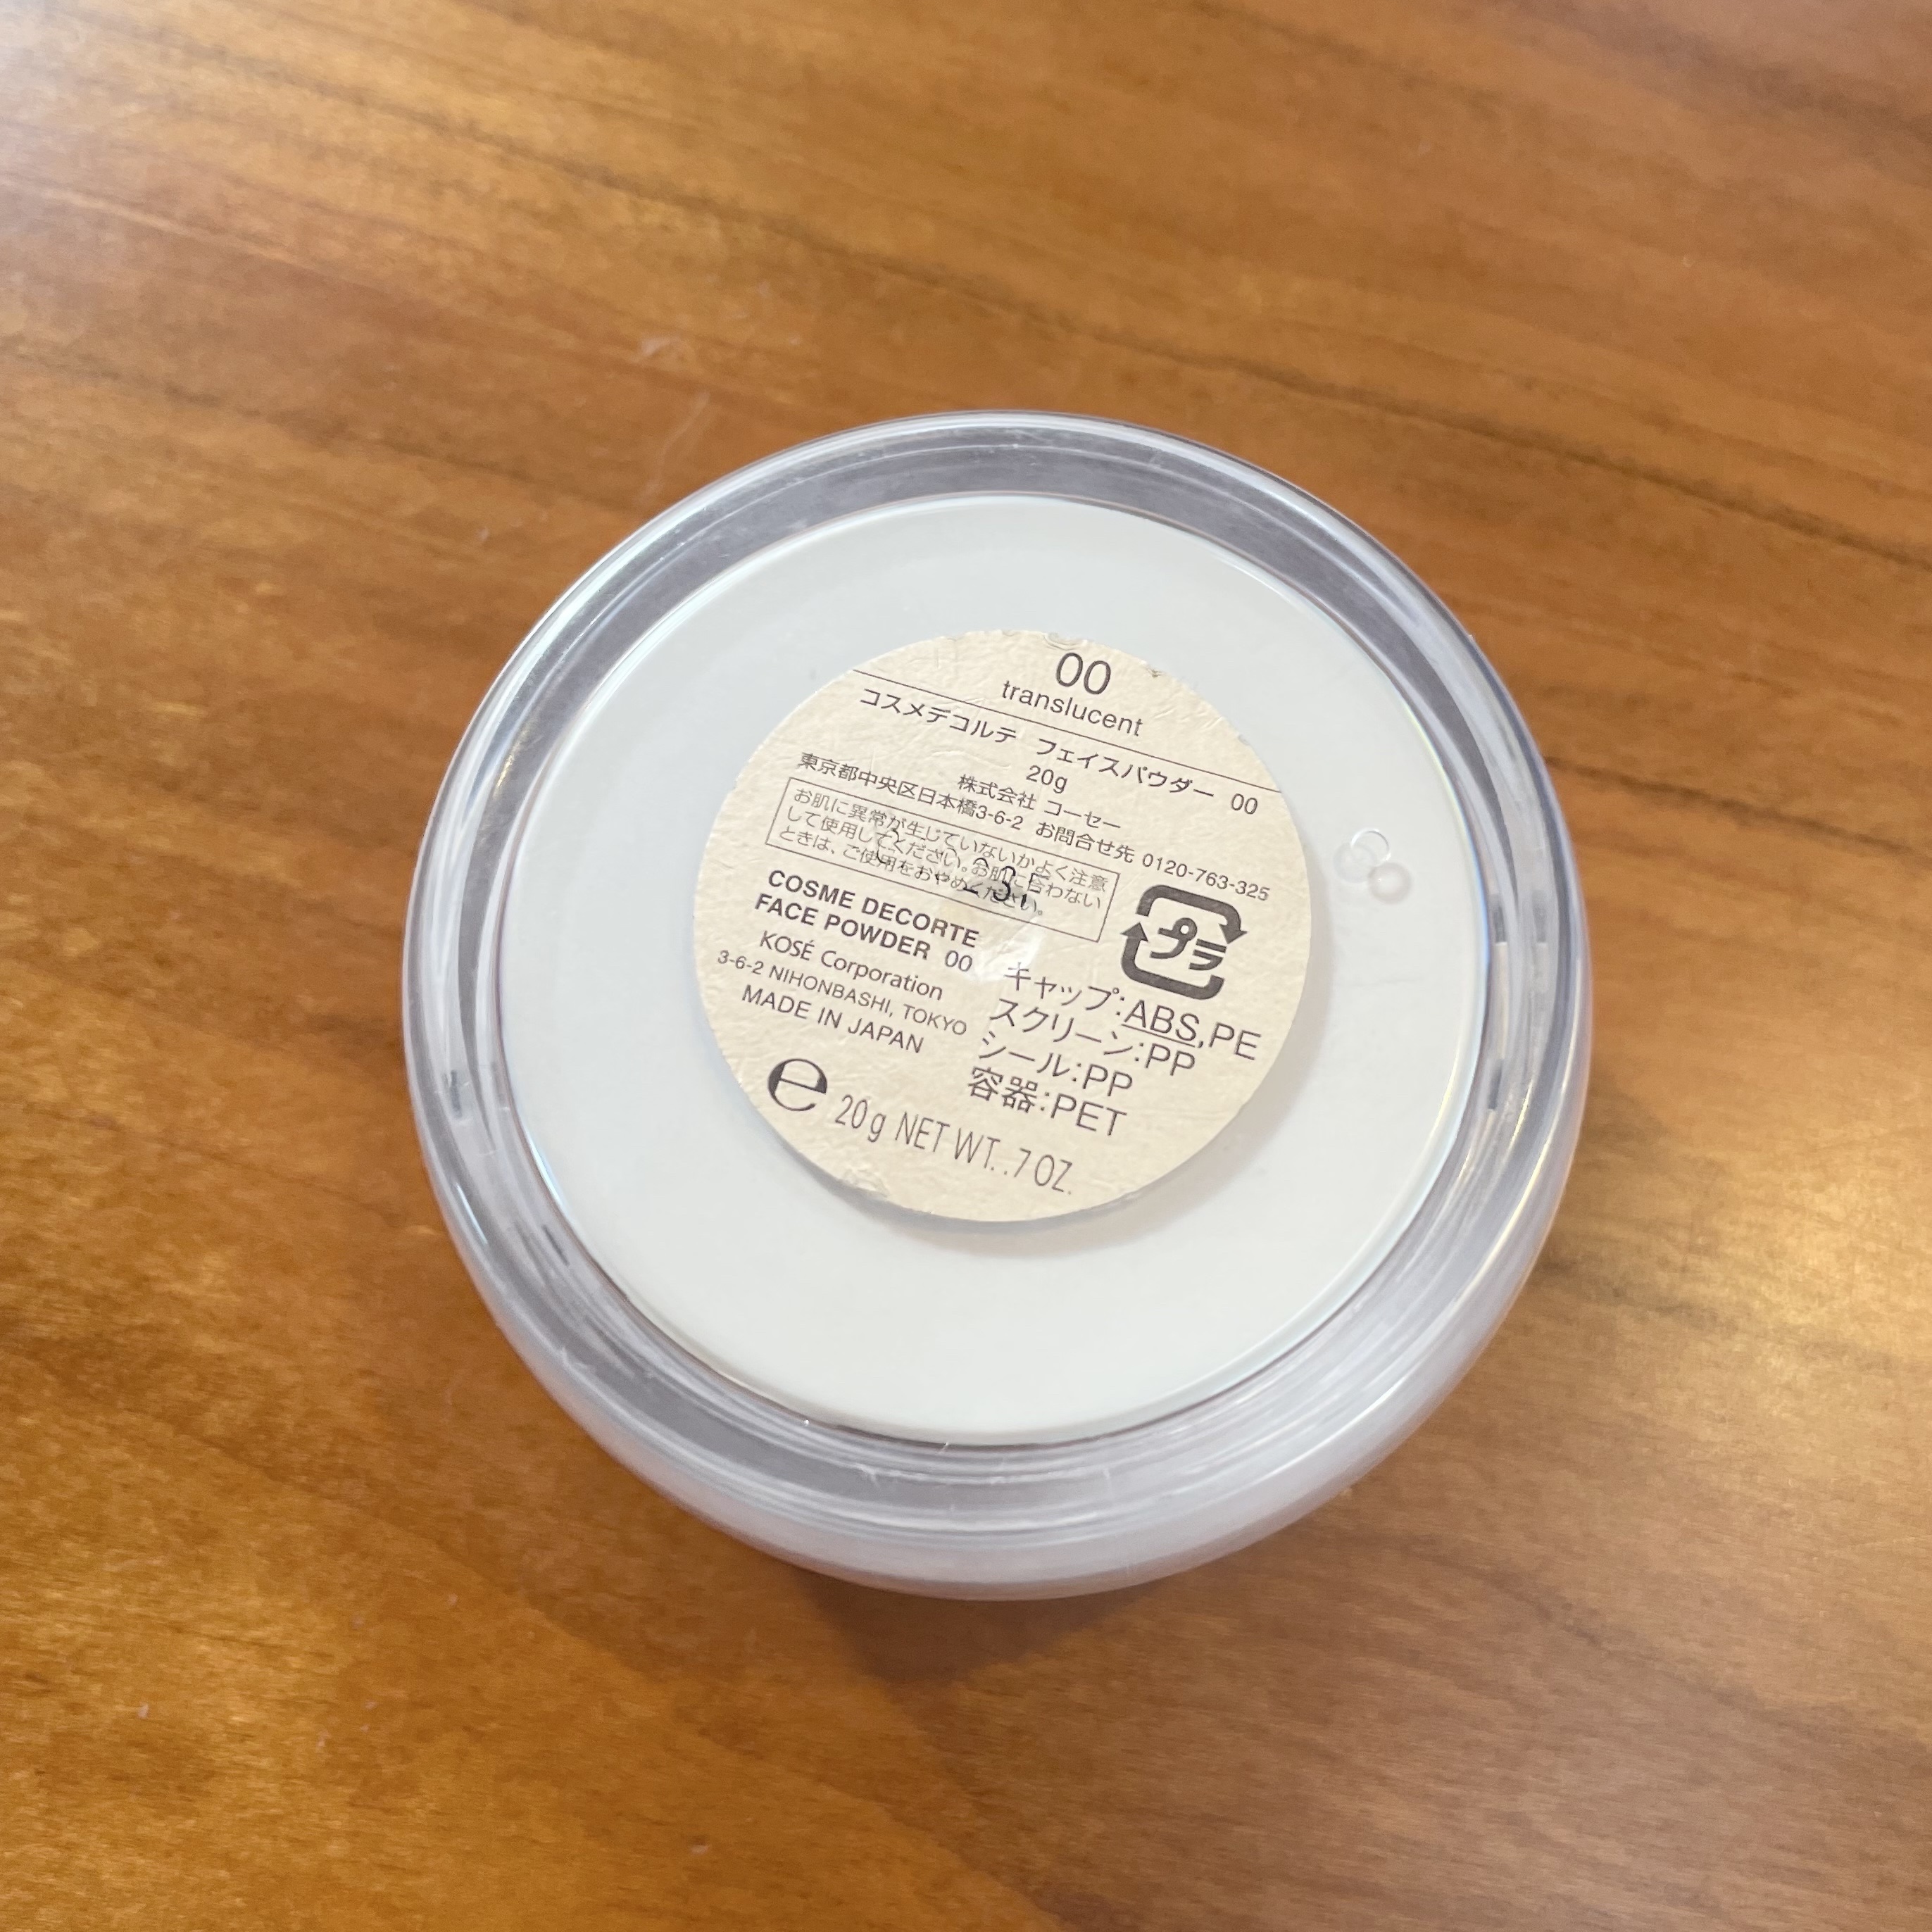 00
translucent
コスメデコルテ フェイスパウダー 00
20g
株式会社 コーセー
東京都中央区日本橋3-6-2 お問合せ先 0120-763-325
お肌に異常が生じていないかよく注意
して使用してください。お肌に合わない
ときは、ご使用をおやめください。
プラ
COSME DECORTE
FACE POWDER 00
KOSÉ Corporation
3-6-2 NIHONBASHI, TOKYO
MADE IN JAPAN
キャップ:ABS,PE
スクリーン:PP
シール:PP
容器:PET
e 20g NET WT. .7 OZ.